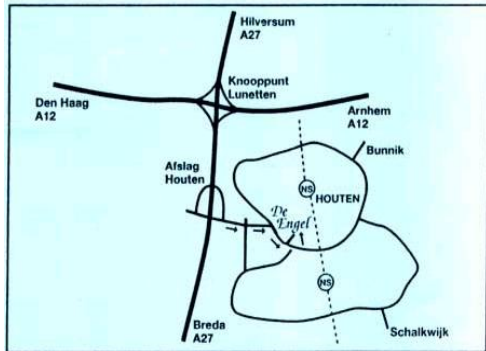 Hilversum
A27
Knooppunt
Lunetten
Den Haag
A12
Arnhem
A12
Bunnik
Afslag
Houten
NS
HOUTEN
De
Engel
NS
Schalkwijk
Breda
A27